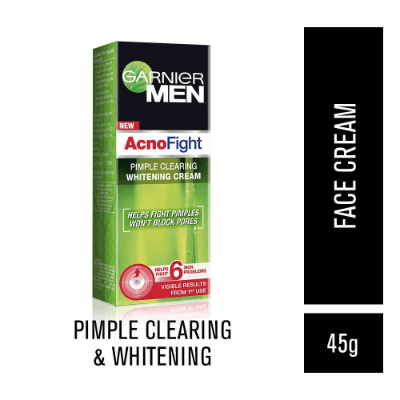 GARNIER
MEN
NEW
AcnoFight
PIMPLE CLEARING
WHITENING CREAM
HELPS FIGHT PIMPLES
WON'T BLOCK PORES
HELPS FIGHT 6 SKIN PROBLEMS
VISIBLE RESULTS
FROM 1ST USE
PIMPLE CLEARING
& WHITENING
FACE CREAM
45g